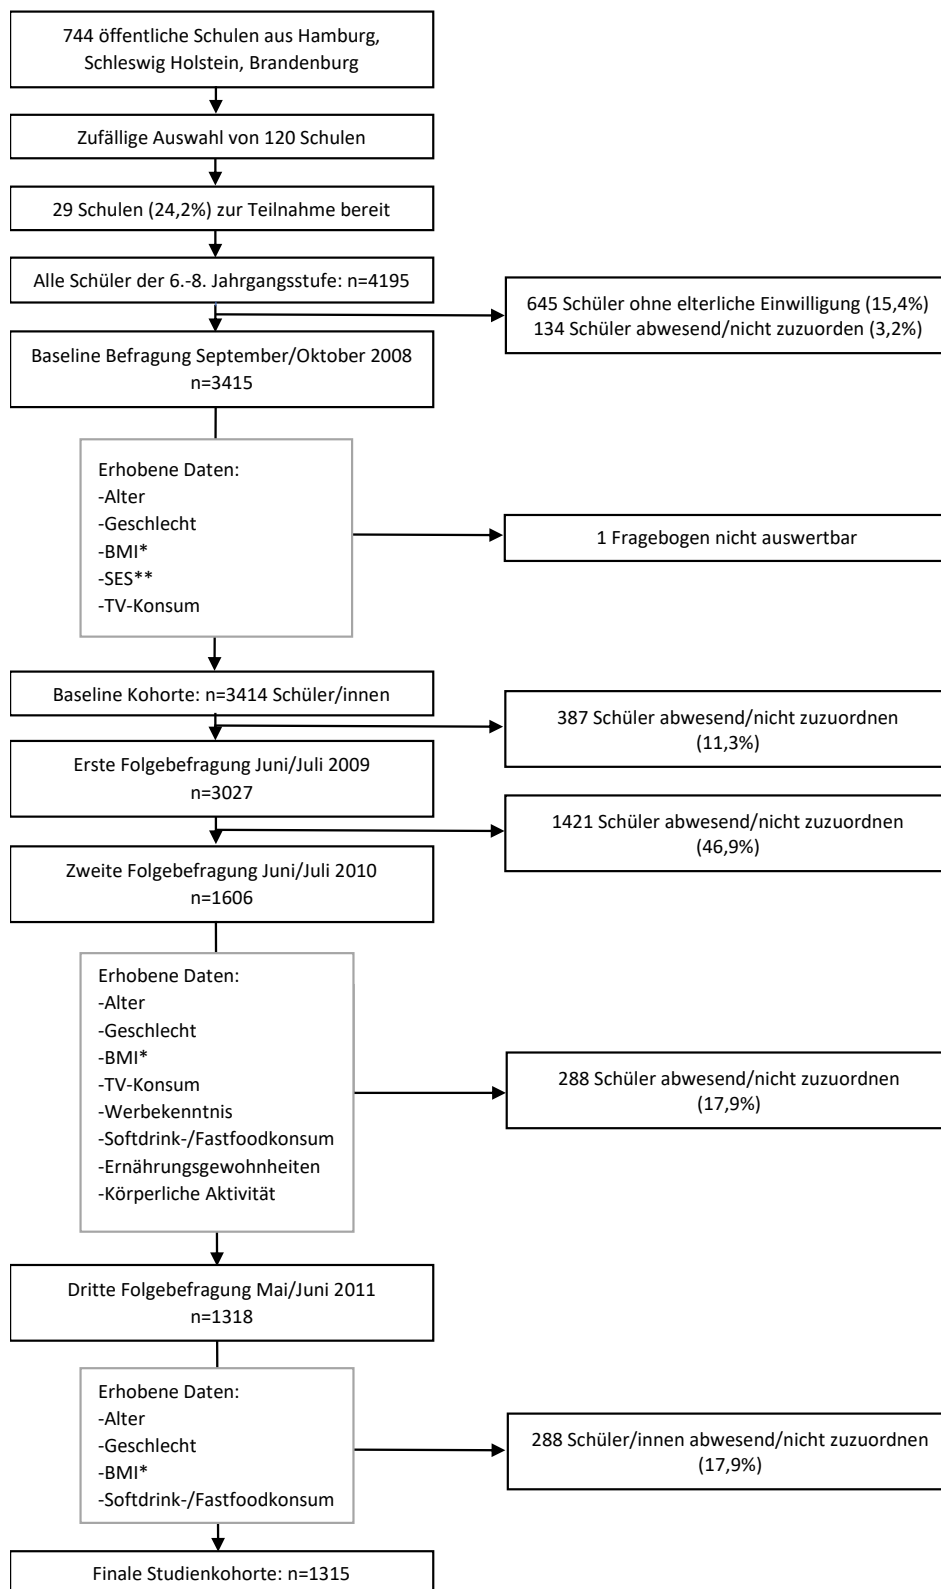 744 öffentliche Schulen aus Hamburg,
Schleswig Holstein, Brandenburg
Zufällige Auswahl von 120 Schulen
29 Schulen (24,2%) zur Teilnahme bereit
Alle Schüler der 6.-8. Jahrgangsstufe: n=4195
645 Schüler ohne elterliche Einwilligung (15,4%)
134 Schüler abwesend/nicht zuzuorden (3,2%)
Baseline Befragung September/Oktober 2008
n=3415
Erhobene Daten:
-Alter
-Geschlecht
-BMI*
-SES**
-TV-Konsum
1 Fragebogen nicht auswertbar
Baseline Kohorte: n=3414 Schüler/innen
387 Schüler abwesend/nicht zuzuordnen
(11,3%)
Erste Folgebefragung Juni/Juli 2009
n=3027
1421 Schüler abwesend/nicht zuzuordnen
(46,9%)
Zweite Folgebefragung Juni/Juli 2010
n=1606
Erhobene Daten:
-Alter
-Geschlecht
-BMI*
-TV-Konsum
-Werbekenntnis
-Softdrink-/Fastfoodkonsum
-Ernährungsgewohnheiten
-Körperliche Aktivität
288 Schüler abwesend/nicht zuzuordnen
(17,9%)
Dritte Folgebefragung Mai/Juni 2011
n=1318
Erhobene Daten:
-Alter
-Geschlecht
-BMI*
-Softdrink-/Fastfoodkonsum
288 Schüler/innen abwesend/nicht zuzuordnen
(17,9%)
Finale Studienkohorte: n=1315